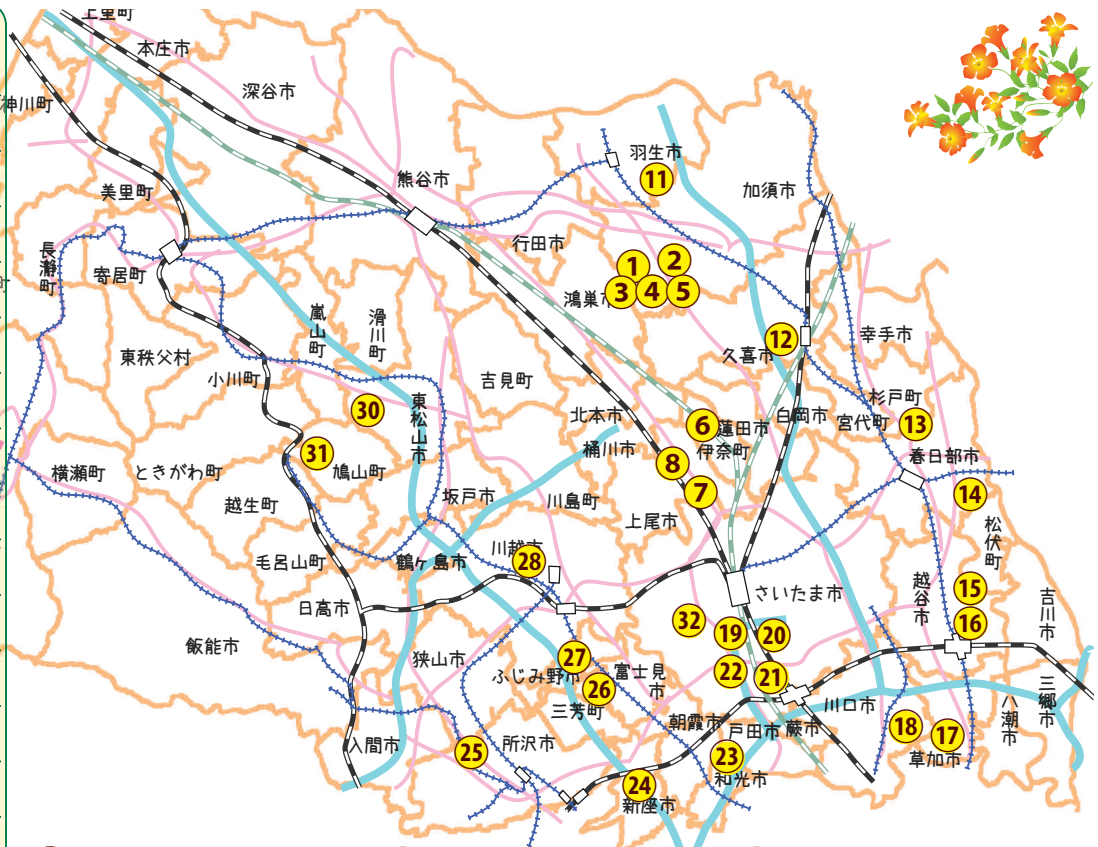 上里町
本庄市
深谷市
神川町
美里町
熊谷市
羽生市
11
加須市
行田市
長瀞町
寄居町
1
2
鴻巣市
3
4
5
嵐山町
滑川町
12
久喜市
幸手市
東秩父村
小川町
吉見町
30
東松山市
北本市
6
蓮田市
白岡市
杉戸町
宮代町
13
伊奈町
桶川市
31
鳩山町
8
春日部市
横瀬町
ときがわ町
坂戸市
川島町
7
14
越生町
上尾市
松伏町
毛呂山町
鶴ヶ島市
川越市
28
日高市
さいたま市
越谷市
15
吉川市
32
19
20
16
飯能市
狭山市
27
ふじみ野市
富士見市
22
21
26
三芳町
川口市
三郷市
八潮市
入間市
25
所沢市
朝霞市
戸田市
蕨市
18
17
草加市
23
和光市
24
新座市